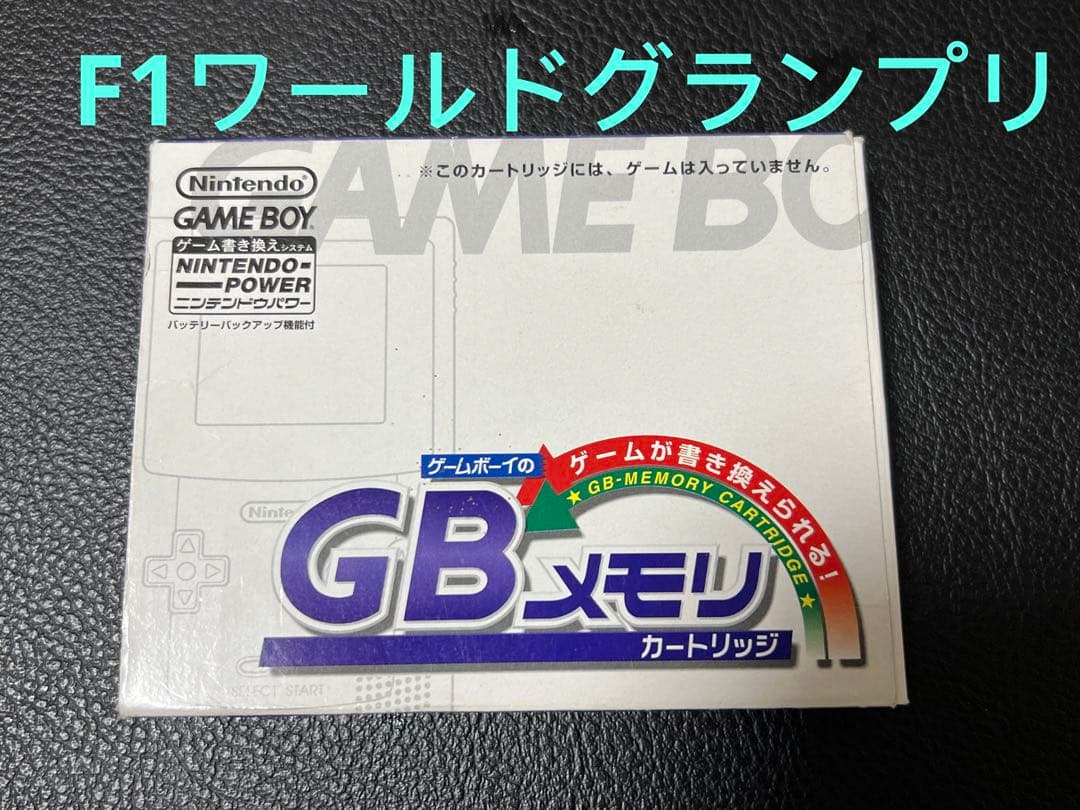 F1ワールドグランプリ
GAME BO
※このカートリッジには、ゲームは入っていません。
Nintendo®
GAME BOY®
ゲーム書き換えシステム
NINTENDO-
POWER
ニンテンドウパワー
バッテリーバックアップ機能付
ゲームボーイの
ゲームが書き換えられる!
★ GB-MEMORY CARTRIDGE ★
Ninte
GBメモリ
カートリッジ
SELECT START